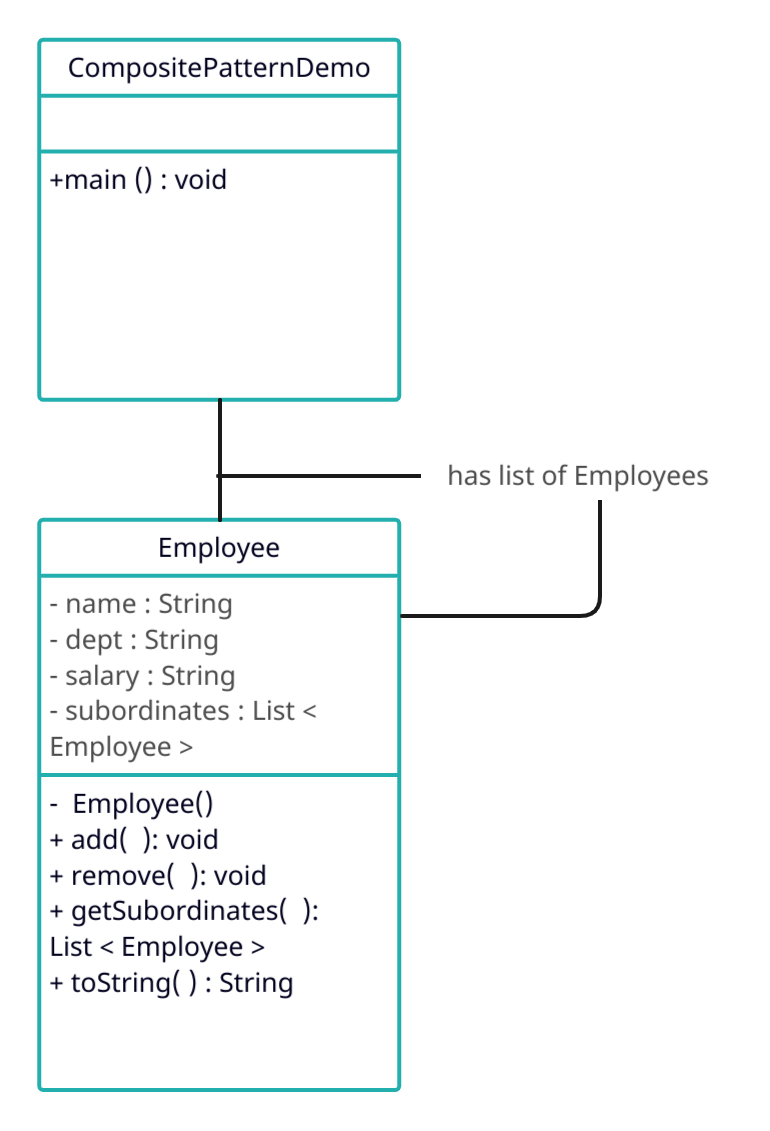 CompositePatternDemo
+main () : void
has list of Employees
Employee
- name : String
- dept : String
- salary : String
- subordinates : List <
Employee >
-  Employee()
+ add(  ): void
+ remove(  ): void
+ getSubordinates(  ):
List < Employee >
+ toString( ) : String